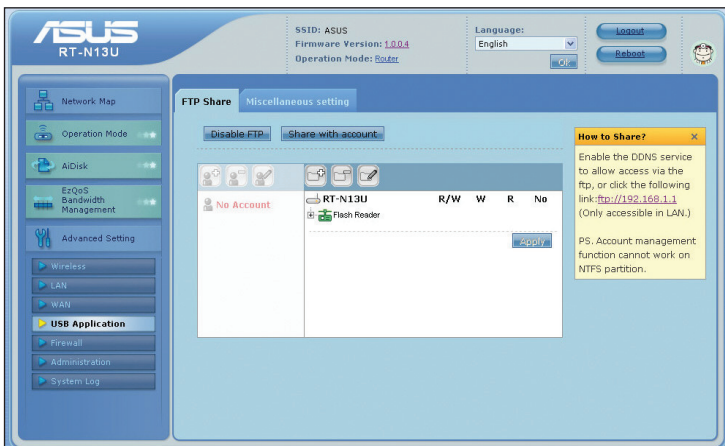 ASUS
RT-N13U
SSID: ASUS
Firmware Version: 1.0.0.4
Operation Mode: Router
Language:
English
OK
Logout
Reboot
Network Map
Operation Mode
AiDisk
EzQoS
Bandwidth
Management
Advanced Setting
Wireless
LAN
WAN
USB Application
Firewall
Administration
System Log
FTP Share
Miscellaneous setting
Disable FTP
Share with account
No Account
RT-N13U R/W W R No
Flash Reader
Apply
How to Share? ×
Enable the DDNS service
to allow access via the
ftp, or click the following
link:ftp://192.168.1.1
(Only accessible in LAN.)
PS. Account management
function cannot work on
NTFS partition.